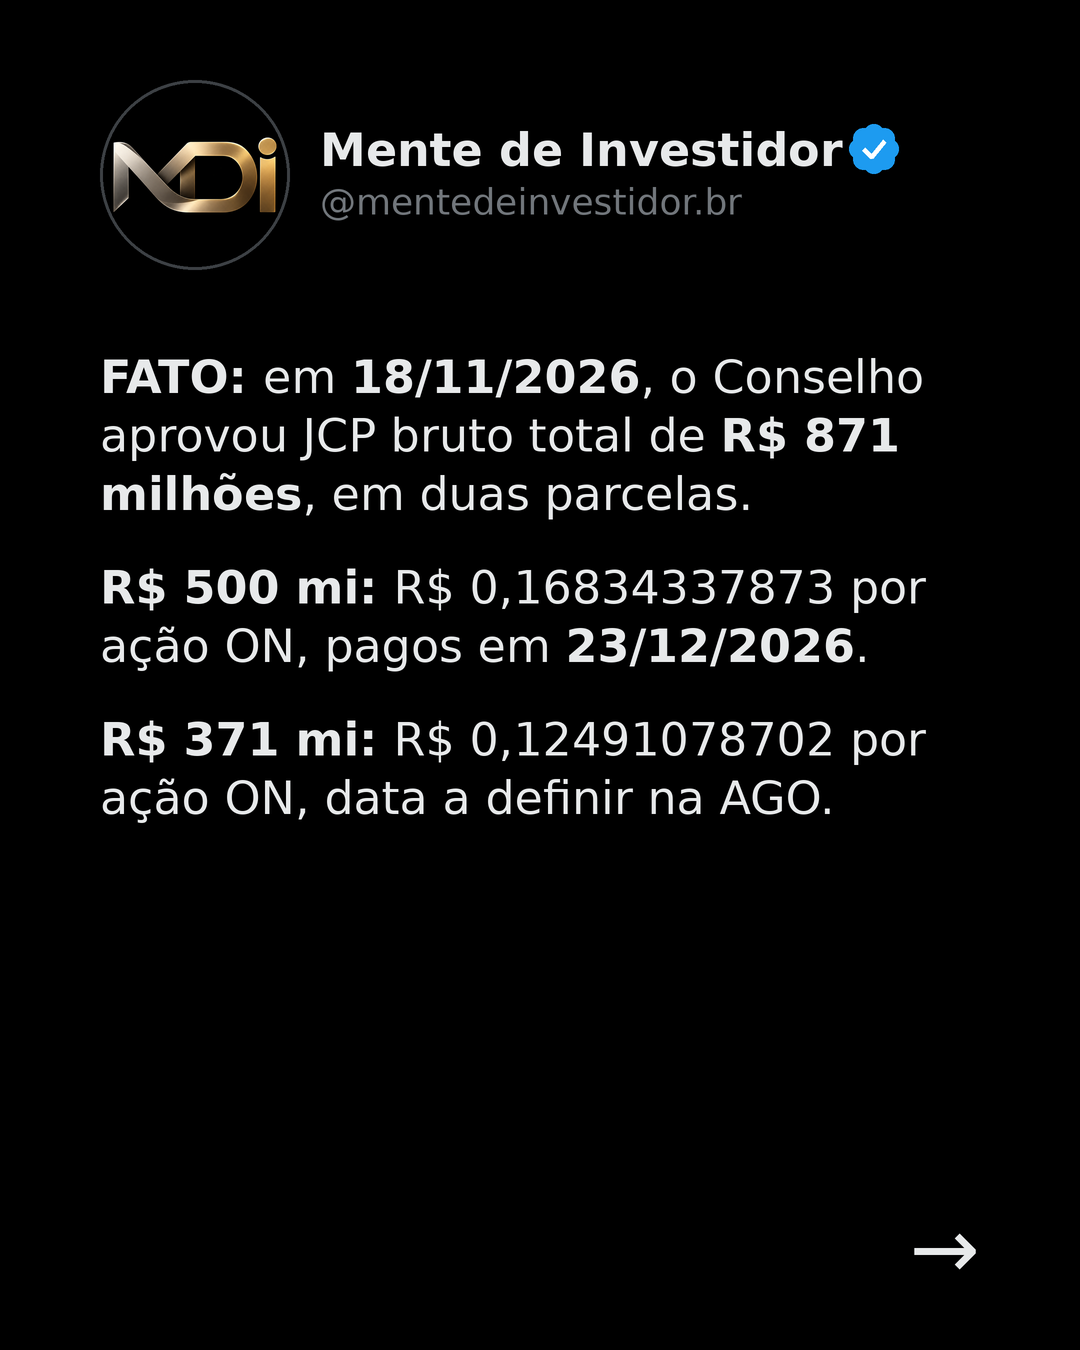 MDi
Mente de Investidor
@mentedeinvestidor.br
FATO: em 18/11/2026, o Conselho
aprovou JCP bruto total de R$ 871
milhões, em duas parcelas.
R$ 500 mi: R$ 0,16834337873 por
ação ON, pagos em 23/12/2026.
R$ 371 mi: R$ 0,12491078702 por
ação ON, data a definir na AGO.